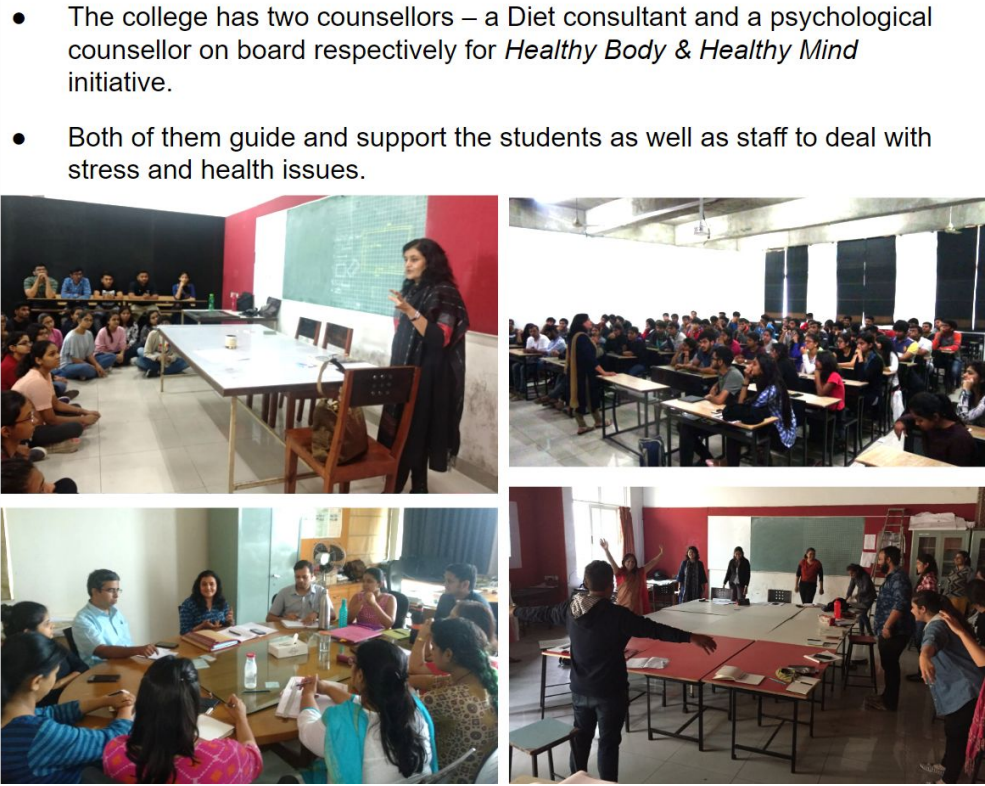 ● The college has two counsellors – a Diet consultant and a psychological
counsellor on board respectively for Healthy Body & Healthy Mind
initiative.
● Both of them guide and support the students as well as staff to deal with
stress and health issues.